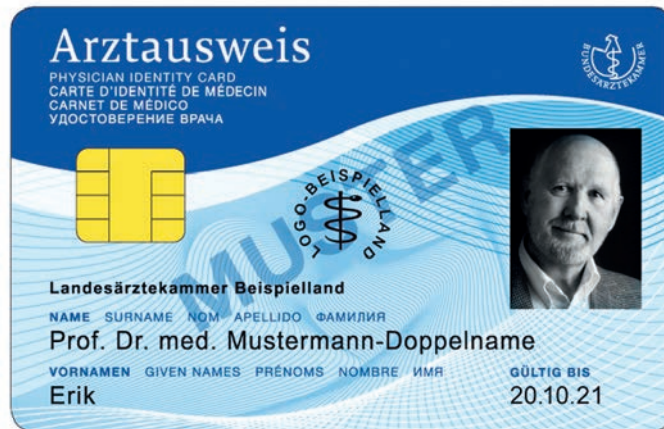 Arztausweis
PHYSICIAN IDENTITY CARD
CARTE D'IDENTITÉ DE MÉDECIN
CARNET DE MÉDICO
УДОСТОВЕРЕНИЕ ВРАЧА
BUNDESÄRZTEKAMMER
MUSTER
LOGO-BEISPIELLAND
Landesärztekammer Beispielland
NAME SURNAME NOM APELLIDO ФАМИЛИЯ
Prof. Dr. med. Mustermann-Doppelname
VORNAMEN GIVEN NAMES PRÉNOMS NOMBRE ИМЯ
Erik
GÜLTIG BIS
20.10.21